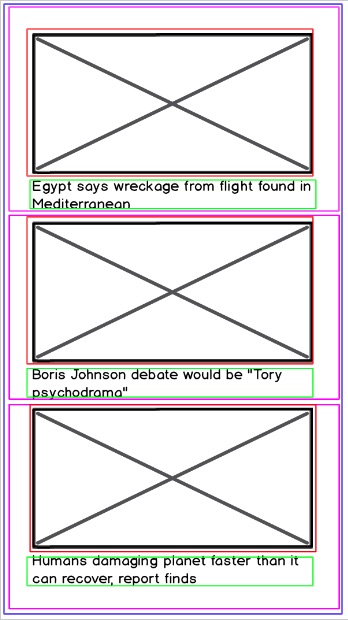 Egypt says wreckage from flight found in
Mediterranean
Boris Johnson debate would be "Tory
psychodrama"
Humans damaging planet faster than it
can recover, report finds